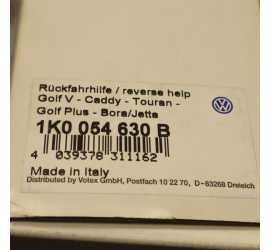 Rückfahrhilfe / reverse help
Golf V - Caddy - Touran -
Golf Plus - Bora/Jetta
1K0 054 630 B
4 039378 311162
Made in Italy
Distributed by Votex GmbH, Postfach 10 22 70, D-63268 Dreieich